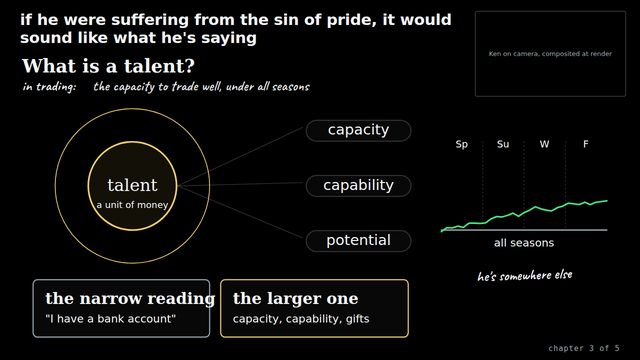 if he were suffering from the sin of pride, it would
sound like what he's saying
Ken on camera, composited at render
What is a talent?
in trading: the capacity to trade well, under all seasons
talent
a unit of money
capacity
capability
potential
Sp Su W F
all seasons
he's somewhere else
the narrow reading
"I have a bank account"
the larger one
capacity, capability, gifts
chapter 3 of 5